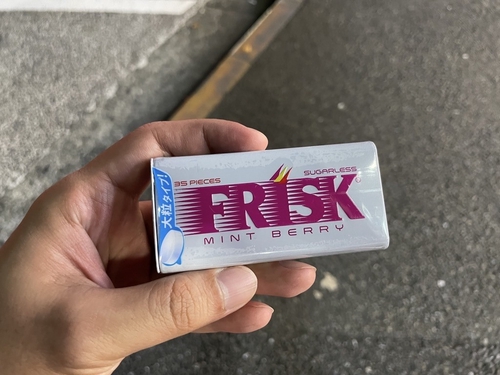 大粒タイプ!
35 PIECES
SUGARLESS
FRISK®
MINT BERRY